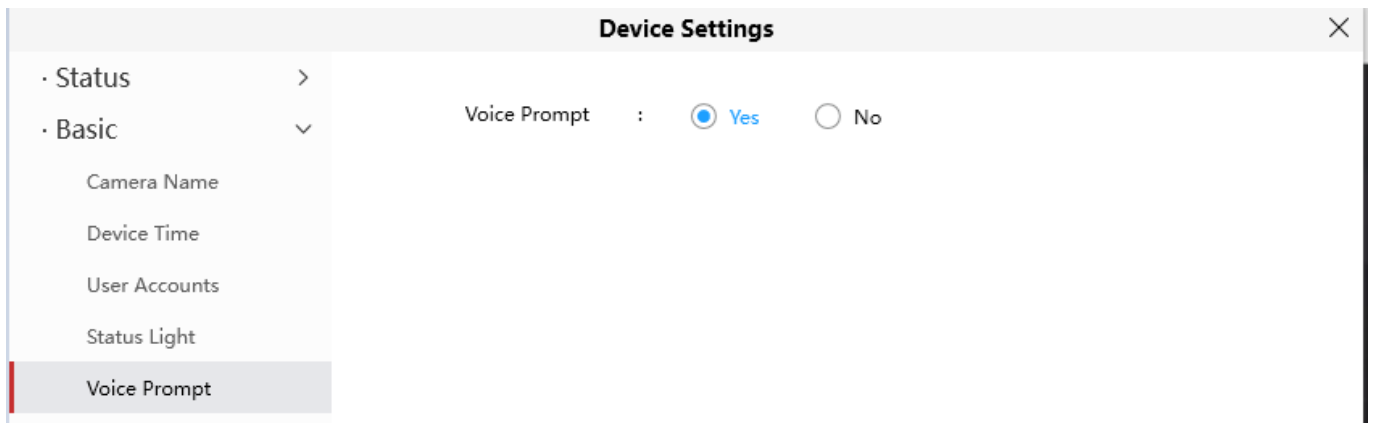 Device Settings
· Status
· Basic
Camera Name
Device Time
User Accounts
Status Light
Voice Prompt
Voice Prompt : Yes No